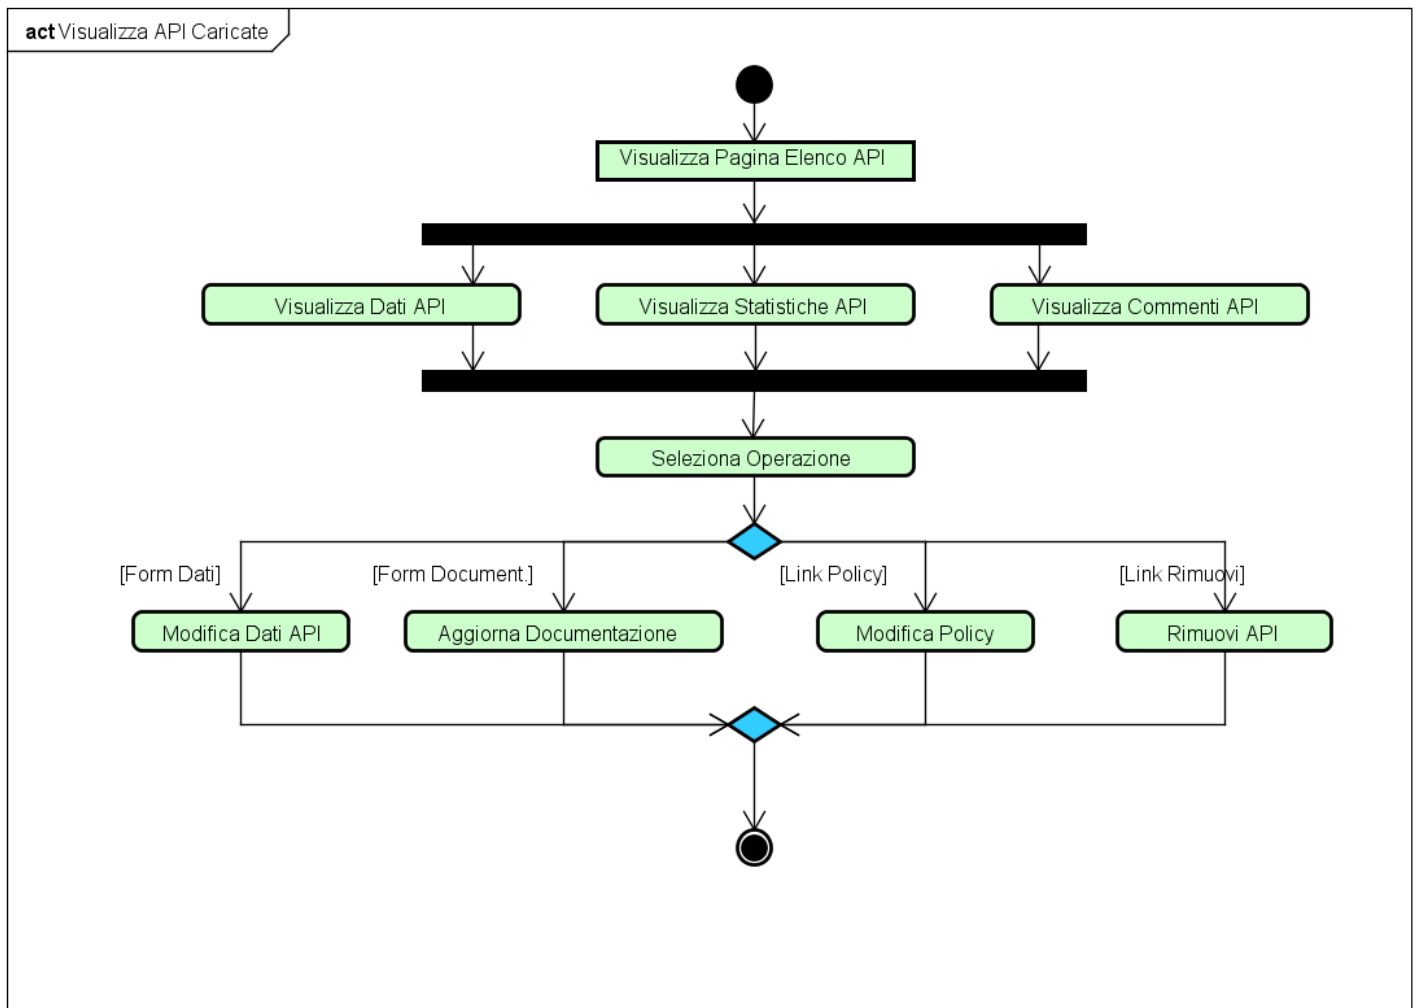 act Visualizza API Caricate
Visualizza Pagina Elenco API
Visualizza Dati API
Visualizza Statistiche API
Visualizza Commenti API
Seleziona Operazione
[Form Dati]
[Form Document.]
[Link Policy]
[Link Rimuovi]
Modifica Dati API
Aggiorna Documentazione
Modifica Policy
Rimuovi API